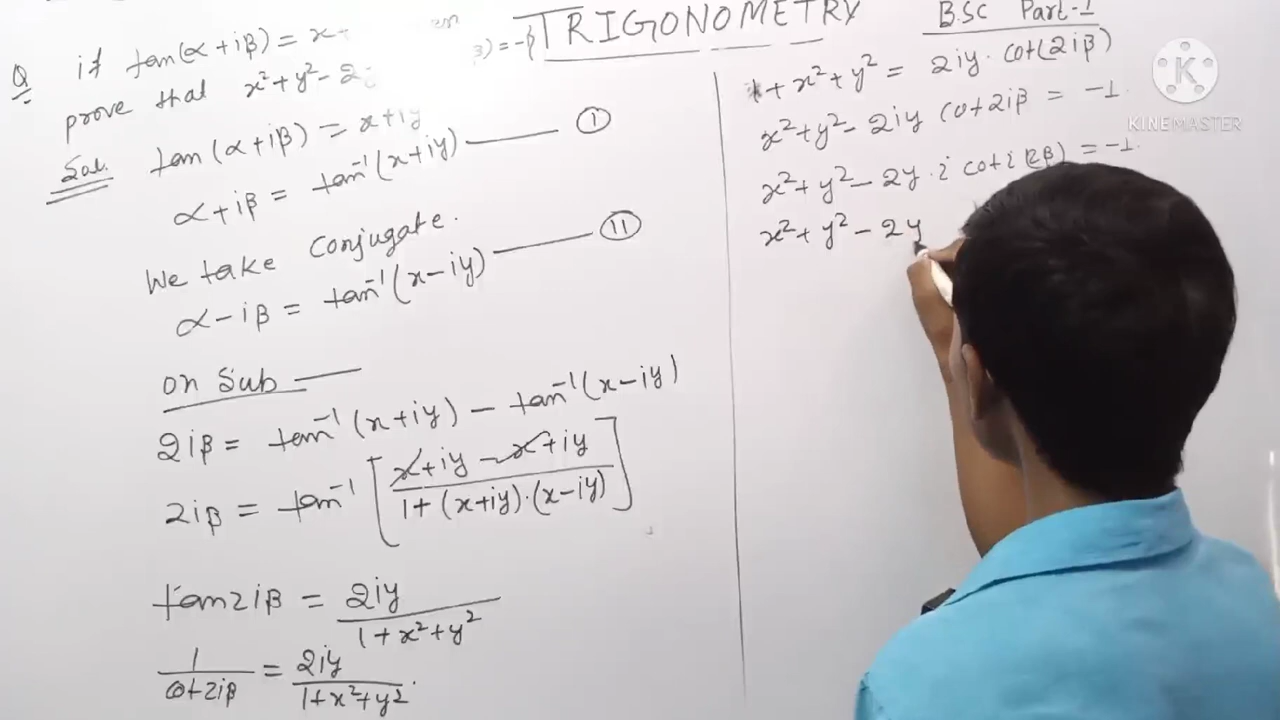 TRIGONOMETRY
B.SC Part-1
Q if tan(α+iβ) = x+
prove that x²+y²-2
Sol. tan(α+iβ) = x+iy
α+iβ = tan⁻¹(x+iy) —— (I)
We take Conjugate.
α-iβ = tan⁻¹(x-iy) —— (II)
on Sub —
2iβ = tan⁻¹(x+iy) - tan⁻¹(x-iy)
2iβ = tan⁻¹[(x+iy-x+iy)/(1+(x+iy).(x-iy))]
tan2iβ = 2iy/(1+x²+y²)
1/cot2iβ = 2iy/(1+x²+y²).
1+x²+y² = 2iy.cot(2iβ)
x²+y²-2iy cot2iβ = -1.
x²+y²-2y.i cot i(2β) = -1.
x²+y²-2y
KINEMASTER